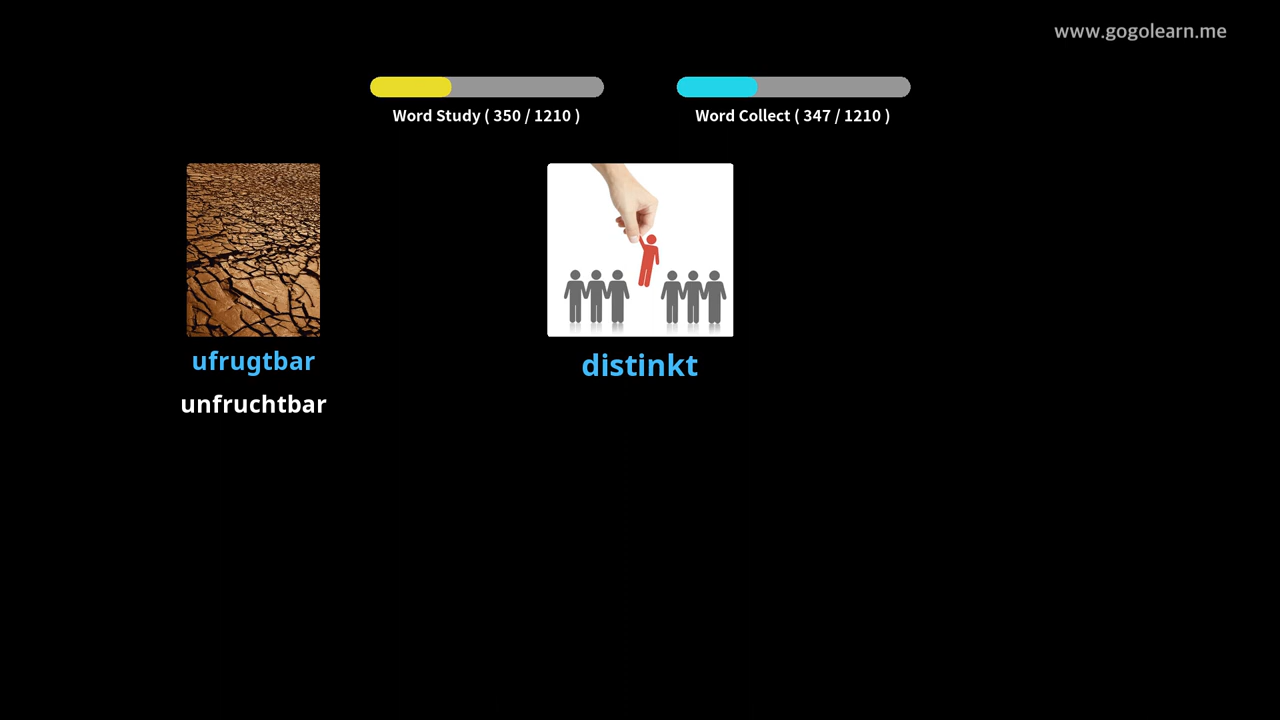 www.gogolearn.me
Word Study ( 350 / 1210 )
Word Collect ( 347 / 1210 )
ufrugtbar
unfruchtbar
distinkt